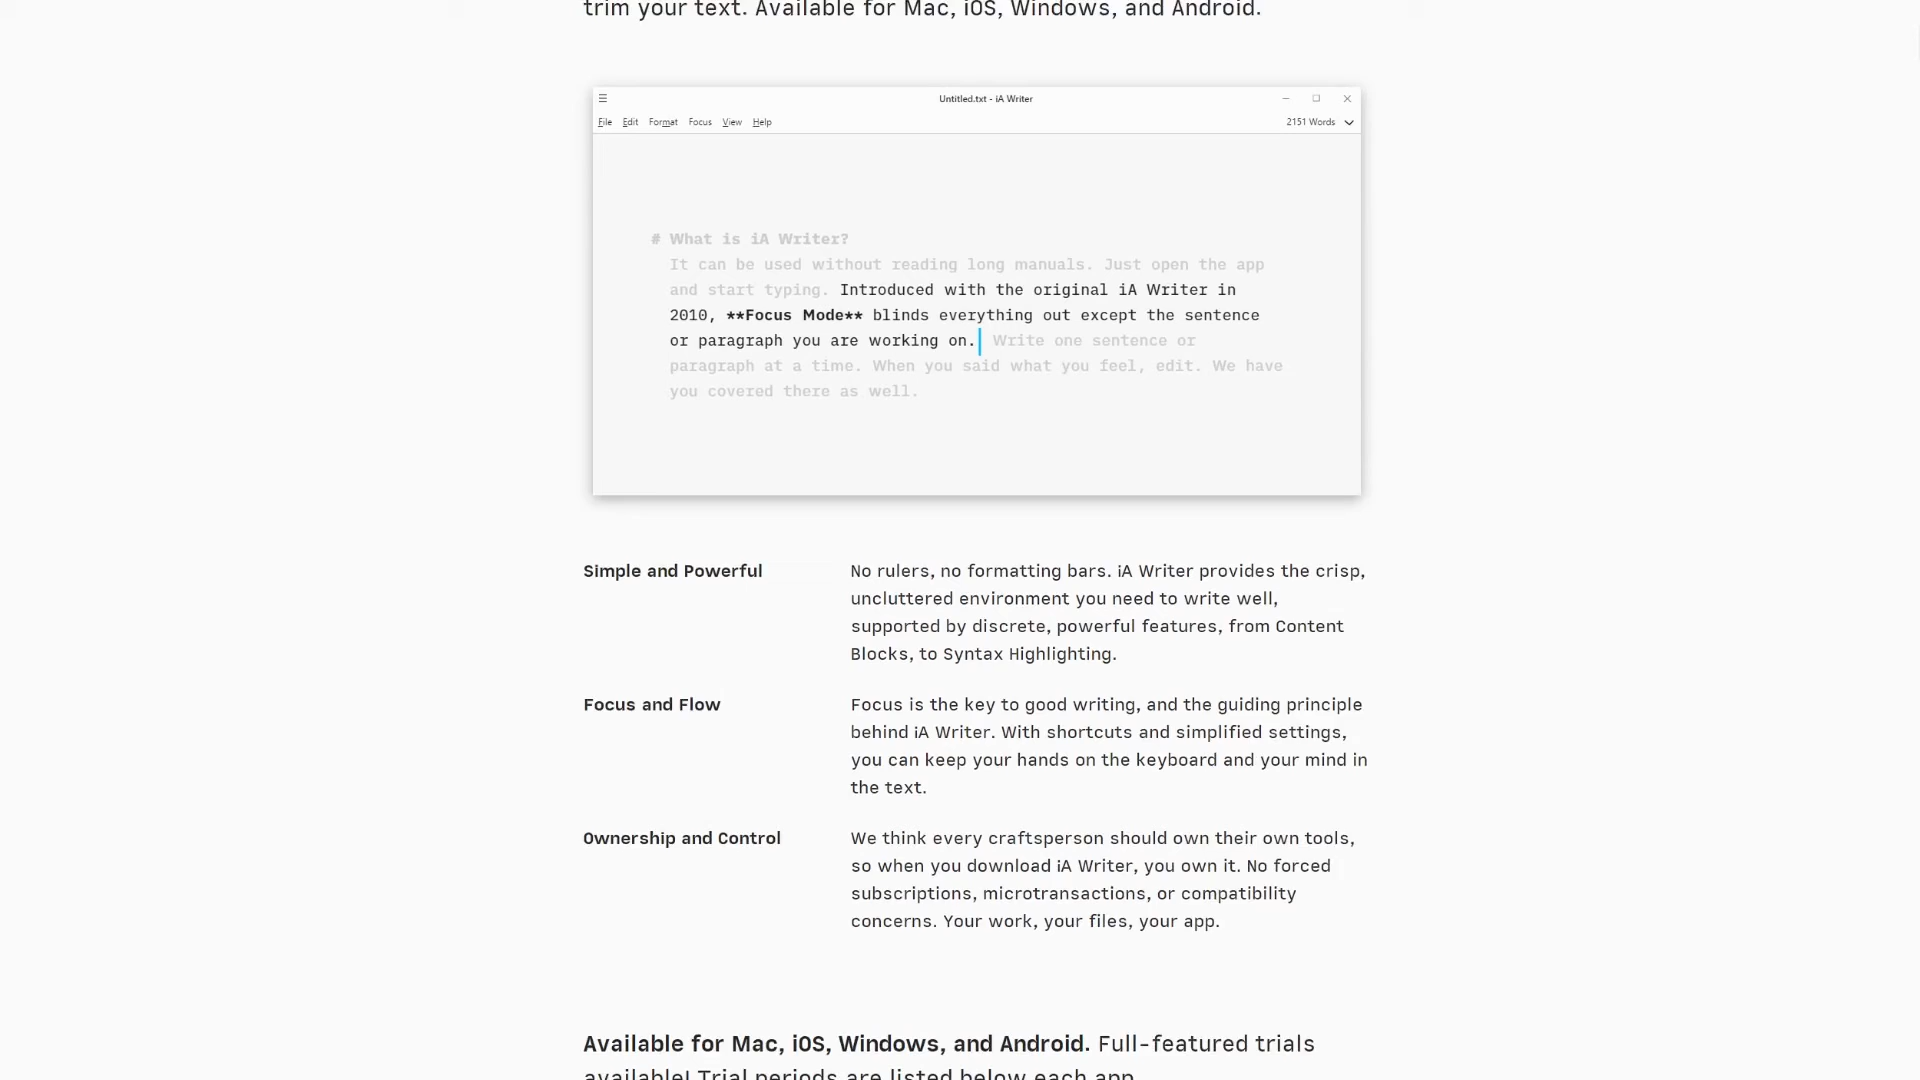 trim your text. Available for Mac, iOS, Windows, and Android.
Untitled.txt - iA Writer
File Edit Format Focus View Help
2151 Words
# What is iA Writer?
It can be used without reading long manuals. Just open the app
and start typing. Introduced with the original iA Writer in
2010, **Focus Mode** blinds everything out except the sentence
or paragraph you are working on. Write one sentence or
paragraph at a time. When you said what you feel, edit. We have
you covered there as well.
Simple and Powerful
No rulers, no formatting bars. iA Writer provides the crisp,
uncluttered environment you need to write well,
supported by discrete, powerful features, from Content
Blocks, to Syntax Highlighting.
Focus and Flow
Focus is the key to good writing, and the guiding principle
behind iA Writer. With shortcuts and simplified settings,
you can keep your hands on the keyboard and your mind in
the text.
Ownership and Control
We think every craftsperson should own their own tools,
so when you download iA Writer, you own it. No forced
subscriptions, microtransactions, or compatibility
concerns. Your work, your files, your app.
Available for Mac, iOS, Windows, and Android. Full-featured trials
available! Trial periods are listed below each app.